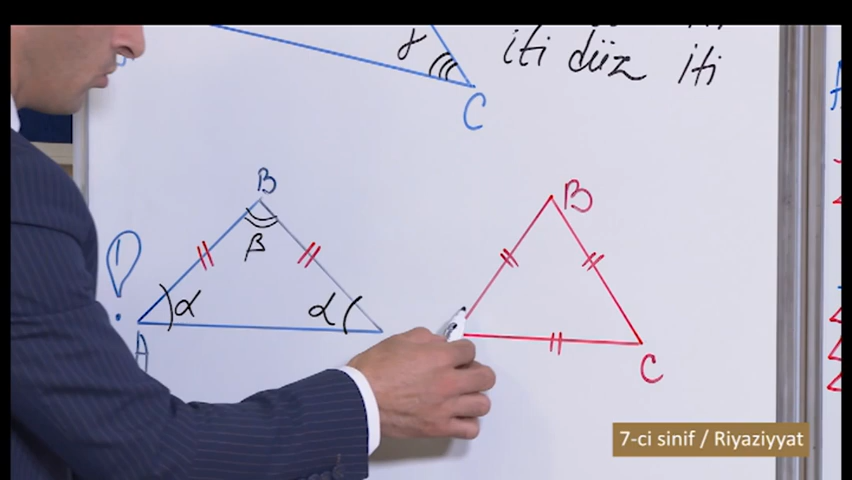 γ
C
iti düz iti
B
β
α
α
A
B
C
7-ci sinif / Riyaziyyat